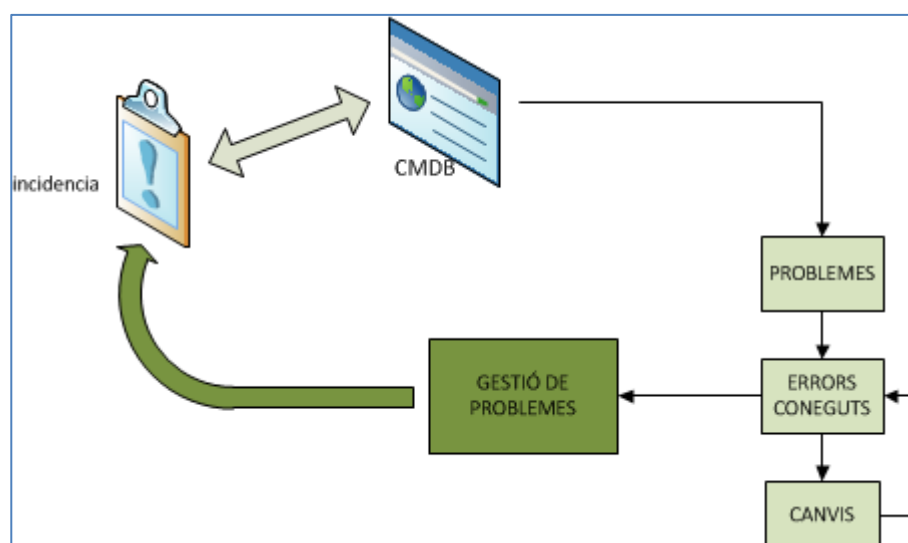 CMDB
incidencia
PROBLEMES
GESTIÓ DE
PROBLEMES
ERRORS
CONEGUTS
CANVIS